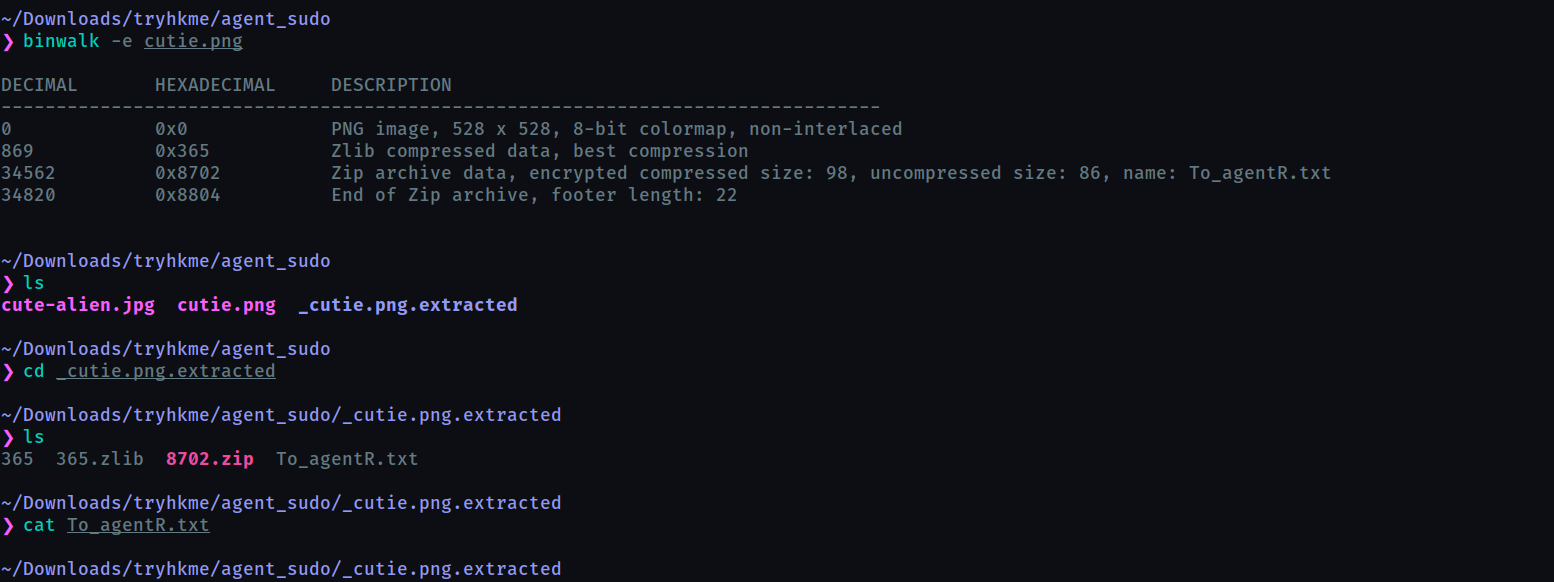 ~/Downloads/tryhkme/agent_sudo
❯ binwalk -e cutie.png
DECIMAL       HEXADECIMAL     DESCRIPTION
--------------------------------------------------------------------------------
0             0x0             PNG image, 528 x 528, 8-bit colormap, non-interlaced
869           0x365           Zlib compressed data, best compression
34562         0x8702          Zip archive data, encrypted compressed size: 98, uncompressed size: 86, name: To_agentR.txt
34820         0x8804          End of Zip archive, footer length: 22
~/Downloads/tryhkme/agent_sudo
❯ ls
cute-alien.jpg  cutie.png  _cutie.png.extracted
~/Downloads/tryhkme/agent_sudo
❯ cd _cutie.png.extracted
~/Downloads/tryhkme/agent_sudo/_cutie.png.extracted
❯ ls
365  365.zlib  8702.zip  To_agentR.txt
~/Downloads/tryhkme/agent_sudo/_cutie.png.extracted
❯ cat To_agentR.txt
~/Downloads/tryhkme/agent_sudo/_cutie.png.extracted